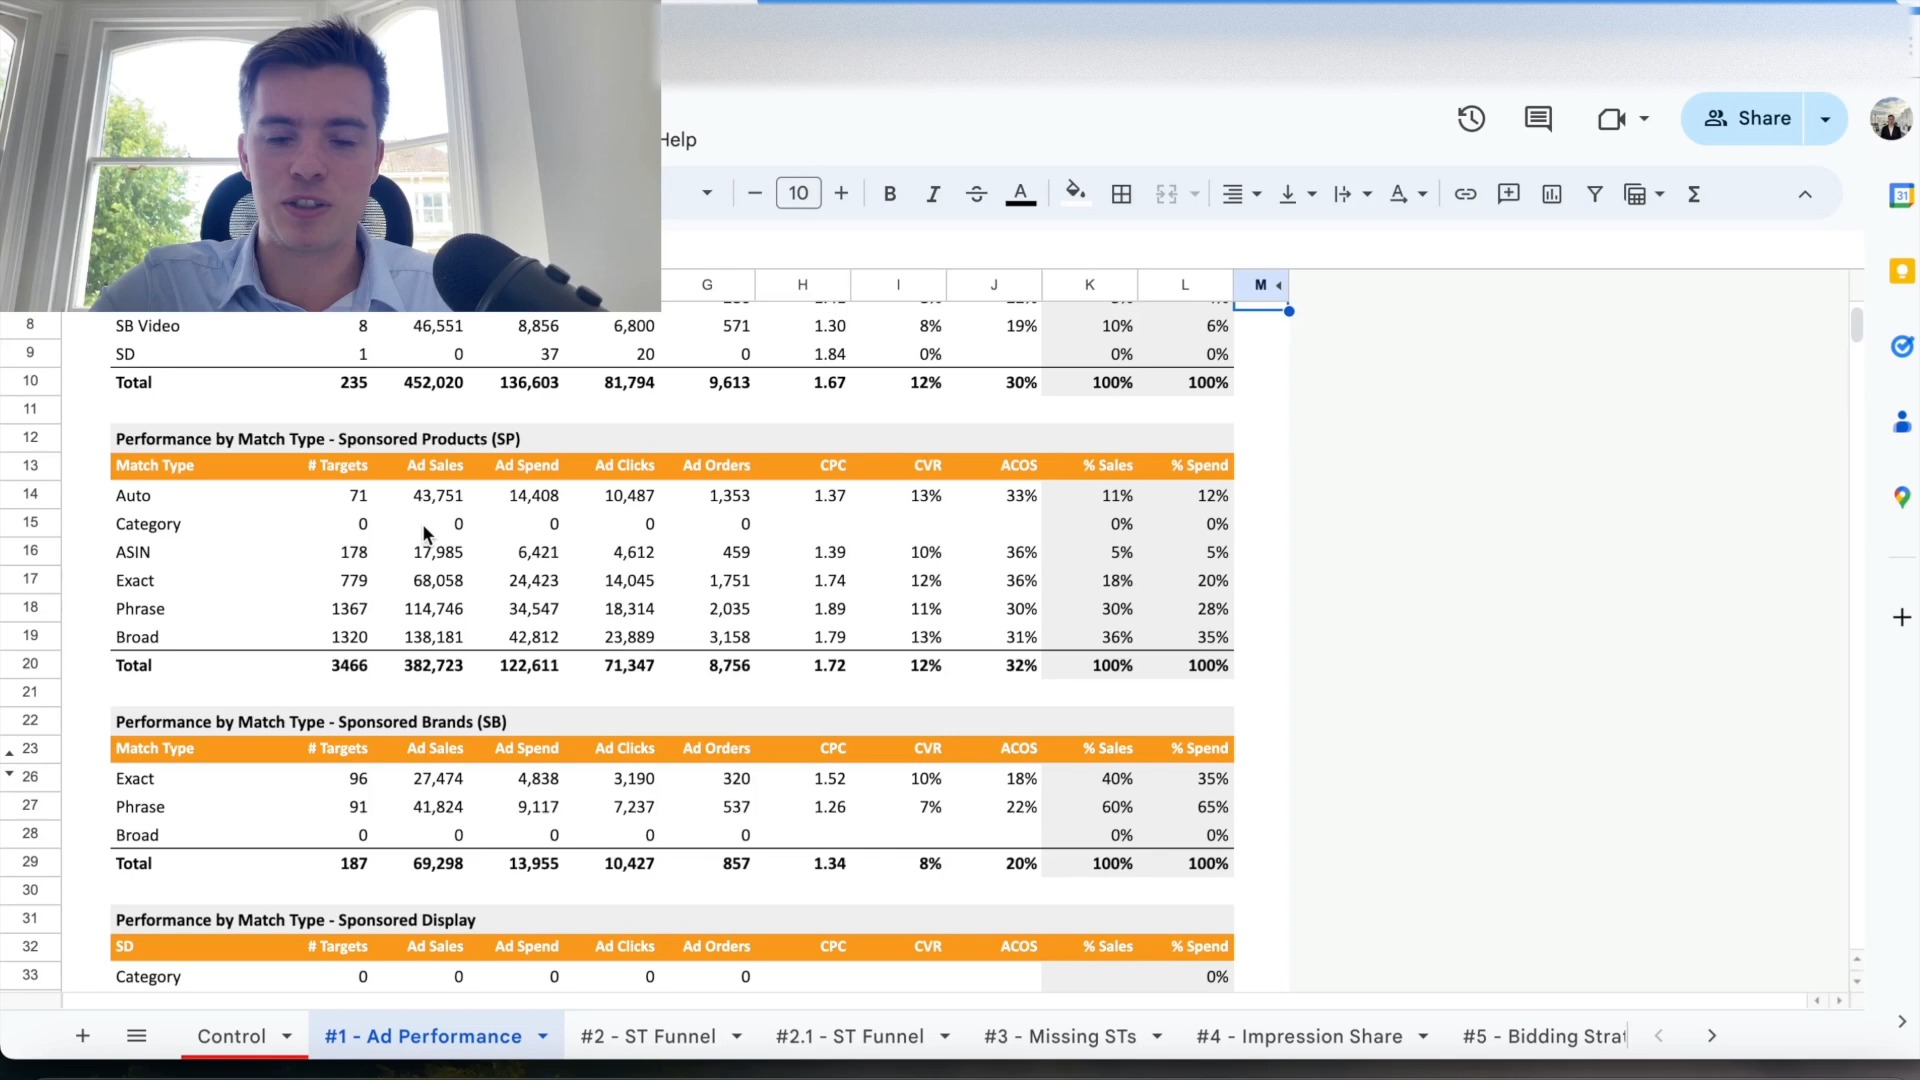 Help
10
Share
31
G H I J K L M
8 SB Video 8 46,551 8,856 6,800 571 1.30 8% 19% 10% 6%
9 SD 1 0 37 20 0 1.84 0% 0% 0%
10 Total 235 452,020 136,603 81,794 9,613 1.67 12% 30% 100% 100%
11
12 Performance by Match Type - Sponsored Products (SP)
13 Match Type # Targets Ad Sales Ad Spend Ad Clicks Ad Orders CPC CVR ACOS % Sales % Spend
14 Auto 71 43,751 14,408 10,487 1,353 1.37 13% 33% 11% 12%
15 Category 0 0 0 0 0 0% 0%
16 ASIN 178 17,985 6,421 4,612 459 1.39 10% 36% 5% 5%
17 Exact 779 68,058 24,423 14,045 1,751 1.74 12% 36% 18% 20%
18 Phrase 1367 114,746 34,547 18,314 2,035 1.89 11% 30% 30% 28%
19 Broad 1320 138,181 42,812 23,889 3,158 1.79 13% 31% 36% 35%
20 Total 3466 382,723 122,611 71,347 8,756 1.72 12% 32% 100% 100%
21
22 Performance by Match Type - Sponsored Brands (SB)
23 Match Type # Targets Ad Sales Ad Spend Ad Clicks Ad Orders CPC CVR ACOS % Sales % Spend
26 Exact 96 27,474 4,838 3,190 320 1.52 10% 18% 40% 35%
27 Phrase 91 41,824 9,117 7,237 537 1.26 7% 22% 60% 65%
28 Broad 0 0 0 0 0 0% 0%
29 Total 187 69,298 13,955 10,427 857 1.34 8% 20% 100% 100%
30
31 Performance by Match Type - Sponsored Display
32 SD # Targets Ad Sales Ad Spend Ad Clicks Ad Orders CPC CVR ACOS % Sales % Spend
33 Category 0 0 0 0 0 0%
Control #1 - Ad Performance #2 - ST Funnel #2.1 - ST Funnel #3 - Missing STs #4 - Impression Share #5 - Bidding Strat